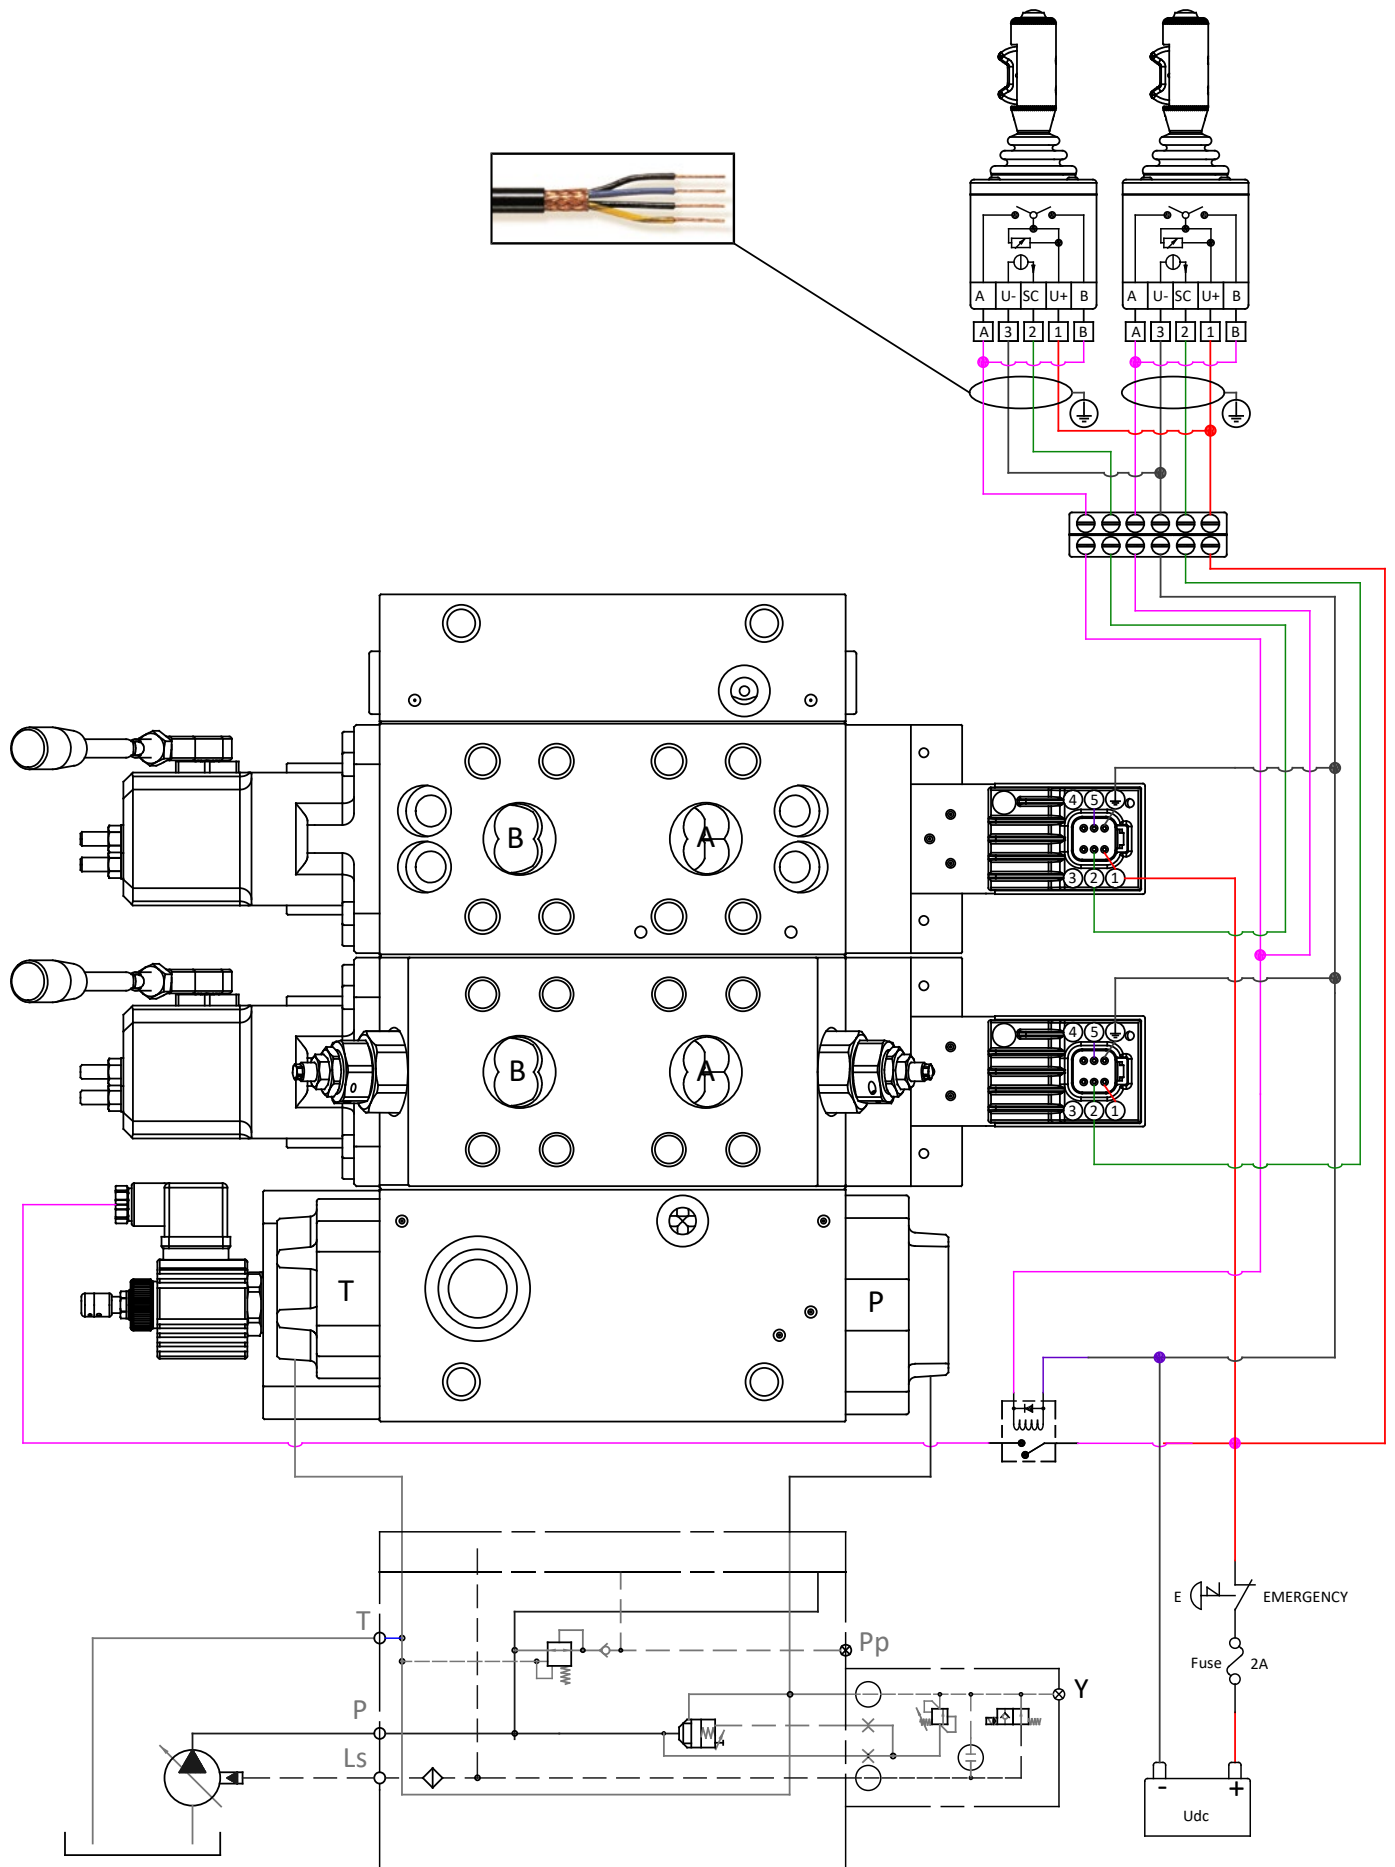 A U- SC U+ B
A U- SC U+ B
A 3 2 1 B
A 3 2 1 B
4 5
B A
3 2 1
4 5
B A
3 2 1
T P
E EMERGENCY
Fuse 2A
T
Pp
Y
P
Ls
- +
Udc